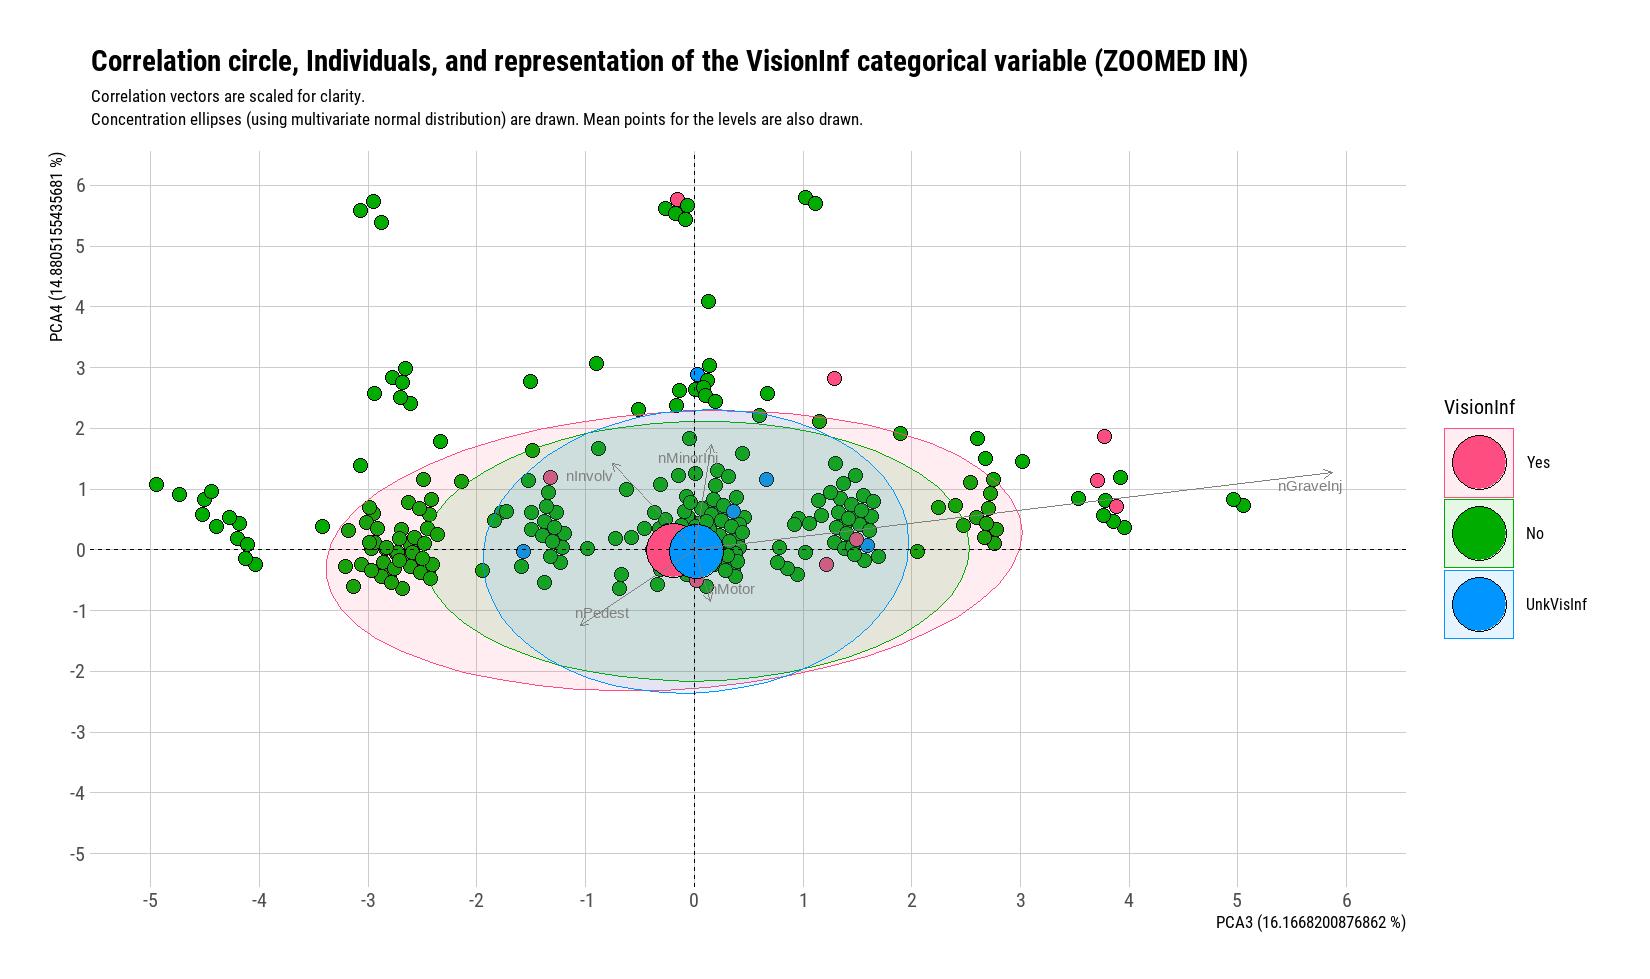 Correlation circle, Individuals, and representation of the VisionInf categorical variable (ZOOMED IN)
Correlation vectors are scaled for clarity.
Concentration ellipses (using multivariate normal distribution) are drawn. Mean points for the levels are also drawn.
PCA4 (14.8805155435681 %)
6
5
4
3
2
1
0
-1
-2
-3
-4
-5
nMinorInj
nInvolv
nGraveInj
nMotor
nPedest
-5 -4 -3 -2 -1 0 1 2 3 4 5 6
PCA3 (16.1668200876862 %)
VisionInf
Yes
No
UnkVisInf